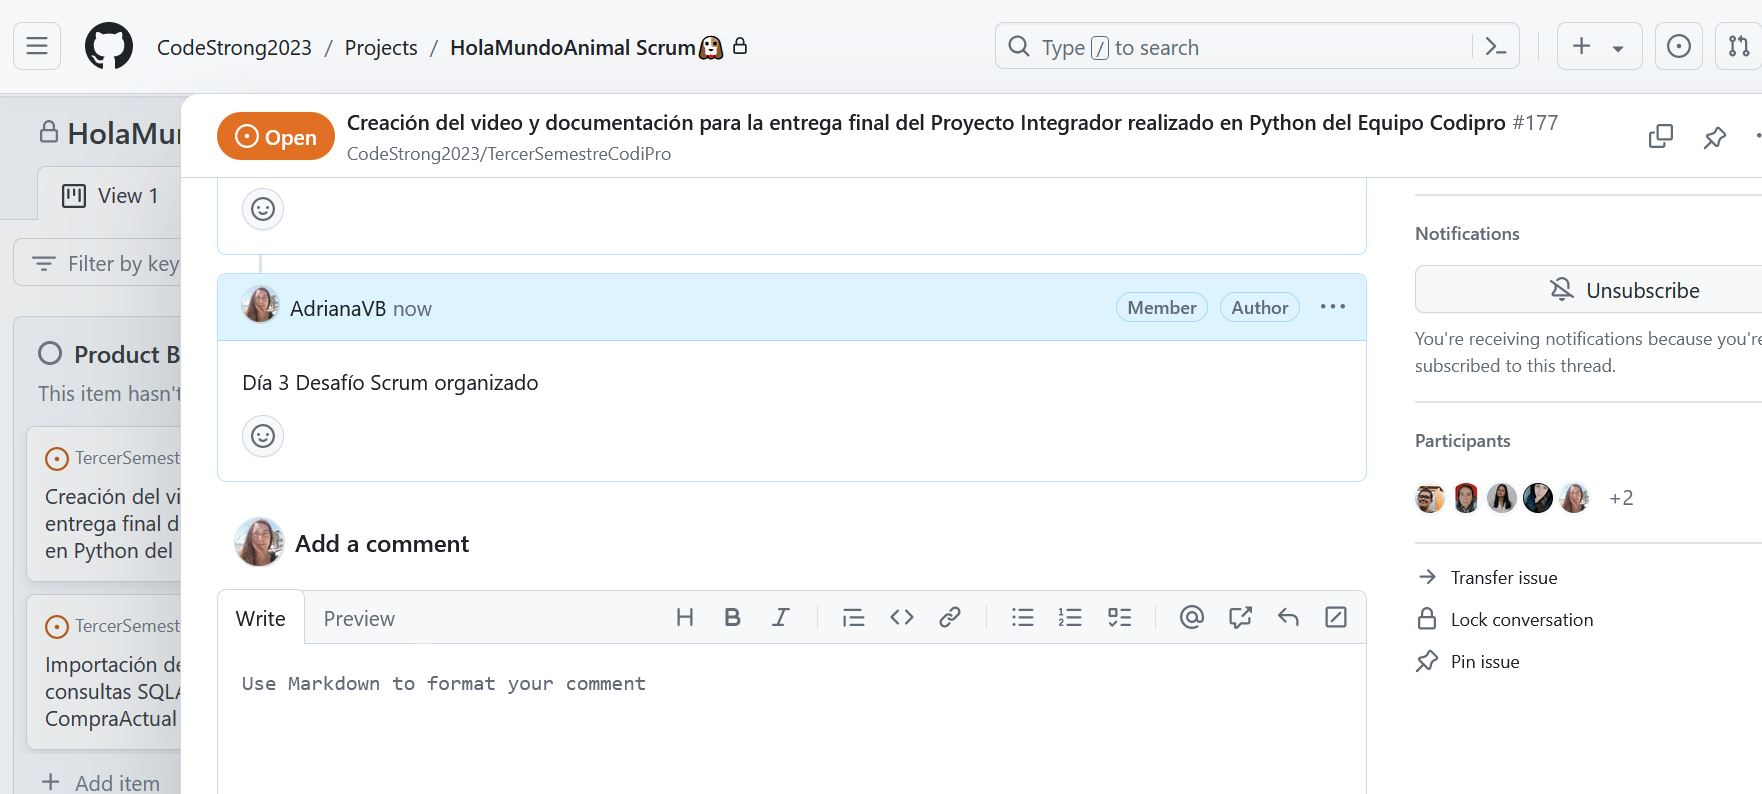 CodeStrong2023 / Projects / HolaMundoAnimal Scrum
Type / to search
HolaMu
View 1
Filter by key
Product B
This item hasn't
TercerSemest
Creación del vi
entrega final d
en Python del
TercerSemest
Importación de
consultas SQLA
CompraActual
Add item
Open
Creación del video y documentación para la entrega final del Proyecto Integrador realizado en Python del Equipo Codipro #177
CodeStrong2023/TercerSemestreCodiPro
AdrianaVB now
Member
Author
Día 3 Desafío Scrum organizado
Add a comment
Write
Preview
Use Markdown to format your comment
Notifications
Unsubscribe
You're receiving notifications because you're
subscribed to this thread.
Participants
+2
Transfer issue
Lock conversation
Pin issue